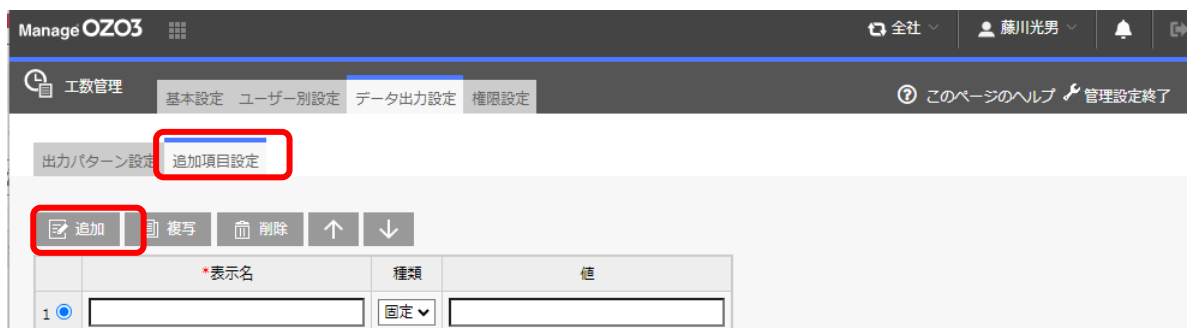 Manage OZO3 全社 藤川光男
工数管理 基本設定 ユーザー別設定 データ出力設定 権限設定 このページのヘルプ 管理設定終了
出力パターン設定 追加項目設定
追加 複写 削除 ↑ ↓
*表示名 種類 値
1 固定